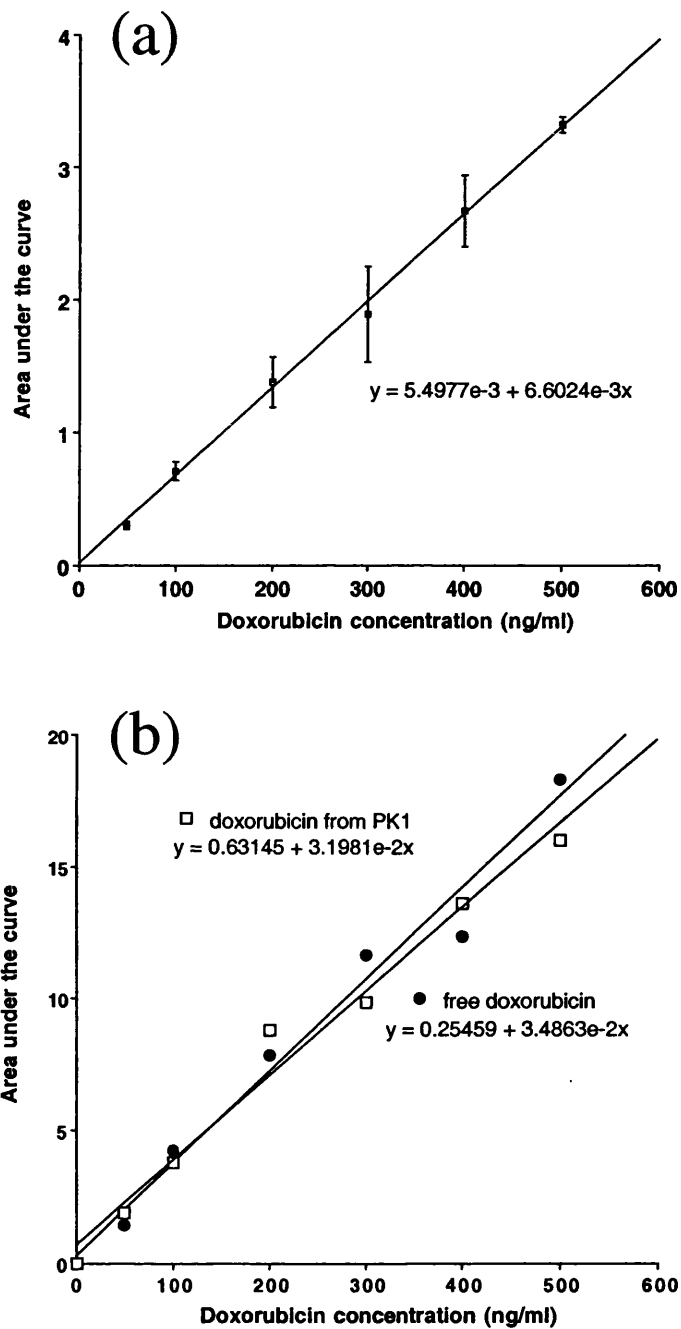 (a)
4
3
2
1
0
Area under the curve
y = 5.4977e-3 + 6.6024e-3x
0 100 200 300 400 500 600
Doxorubicin concentration (ng/ml)
(b)
20
15
10
5
0
Area under the curve
doxorubicin from PK1
y = 0.63145 + 3.1981e-2x
free doxorubicin
y = 0.25459 + 3.4863e-2x
0 100 200 300 400 500 600
Doxorubicin concentration (ng/ml)